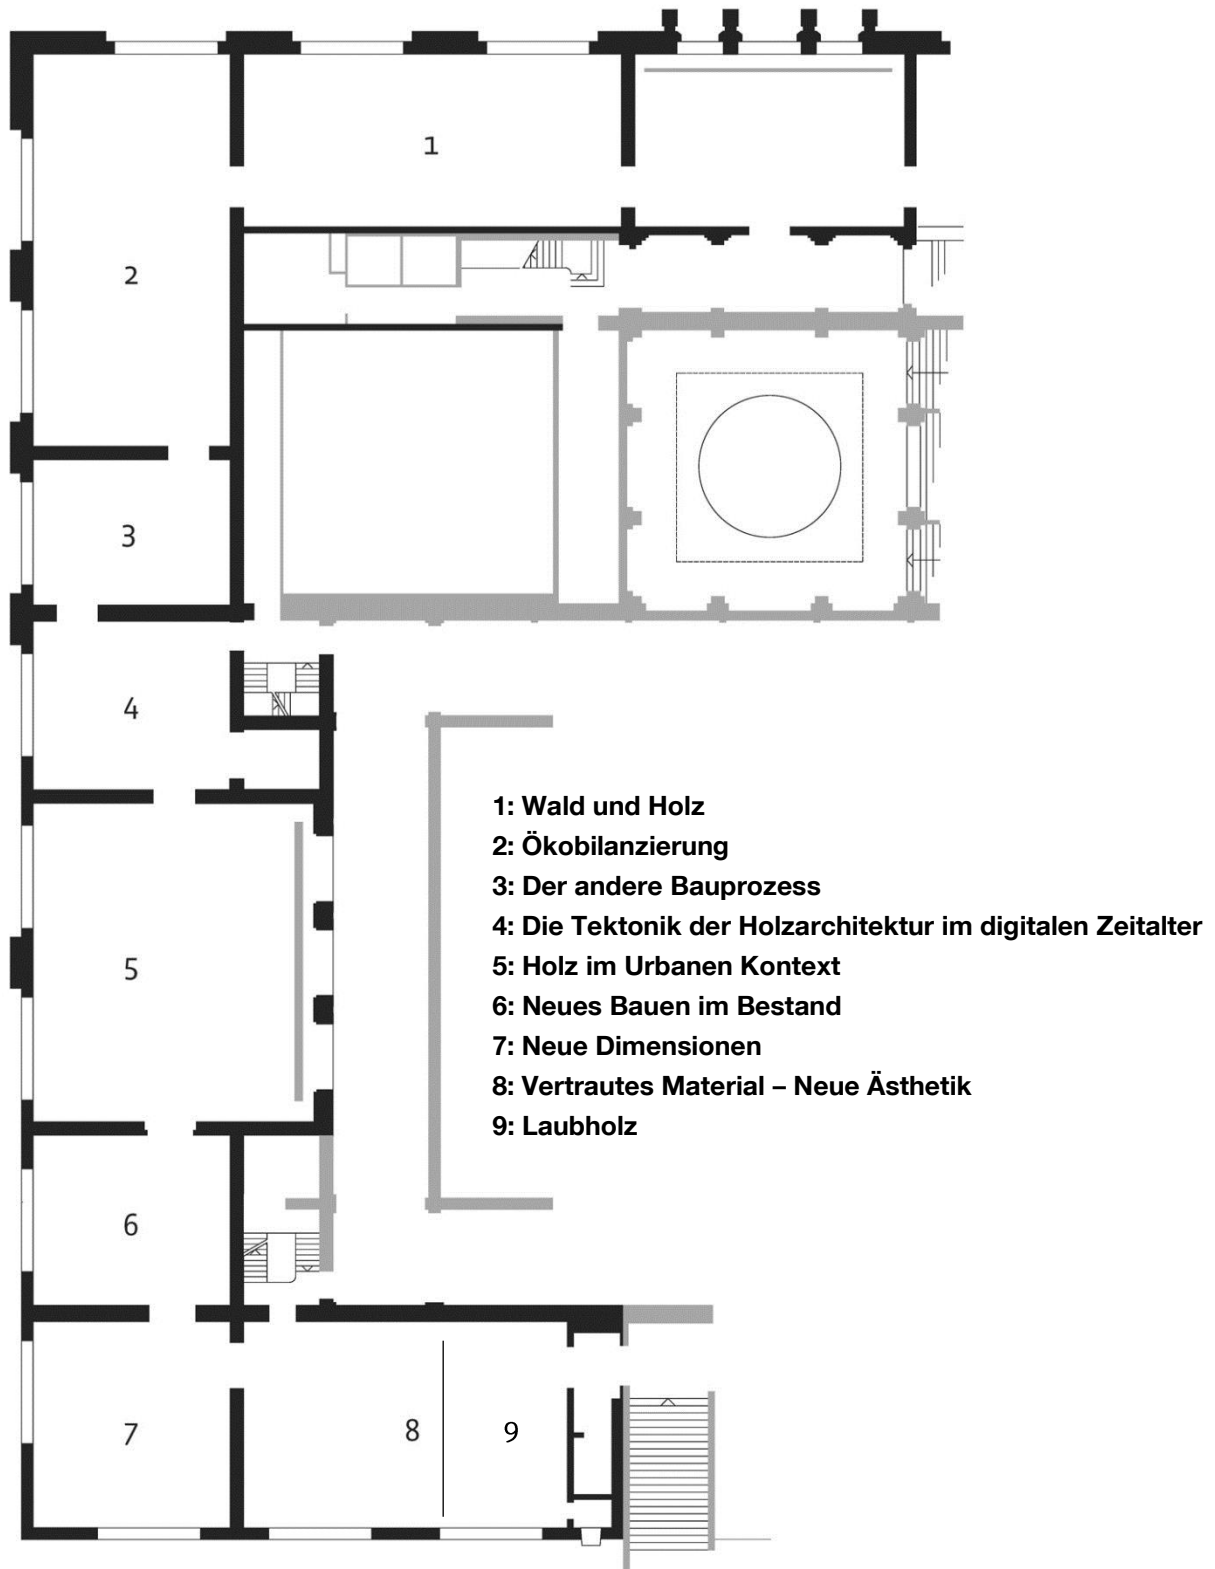 1
2
3
4
5
6
7
8
9
1: Wald und Holz
2: Ökobilanzierung
3: Der andere Bauprozess
4: Die Tektonik der Holzarchitektur im digitalen Zeitalter
5: Holz im Urbanen Kontext
6: Neues Bauen im Bestand
7: Neue Dimensionen
8: Vertrautes Material – Neue Ästhetik
9: Laubholz